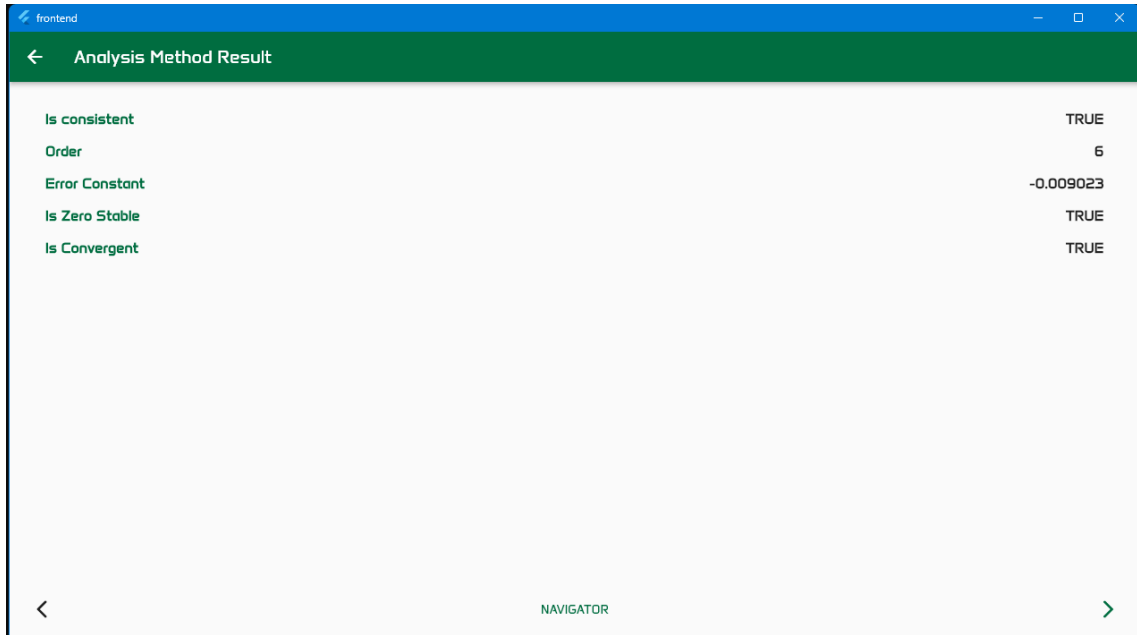 frontend
Analysis Method Result
Is consistent TRUE
Order 6
Error Constant -0.009023
Is Zero Stable TRUE
Is Convergent TRUE
NAVIGATOR